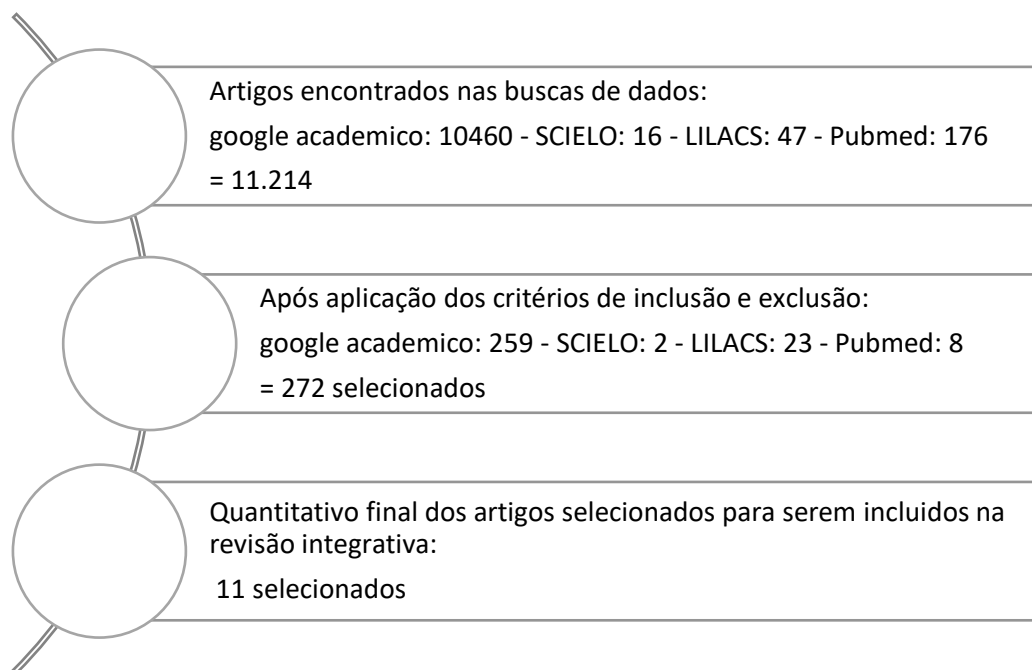 Artigos encontrados nas buscas de dados:
google academico: 10460 - SCIELO: 16 - LILACS: 47 - Pubmed: 176
= 11.214
Após aplicação dos critérios de inclusão e exclusão:
google academico: 259 - SCIELO: 2 - LILACS: 23 - Pubmed: 8
= 272 selecionados
Quantitativo final dos artigos selecionados para serem incluidos na
revisão integrativa:
11 selecionados